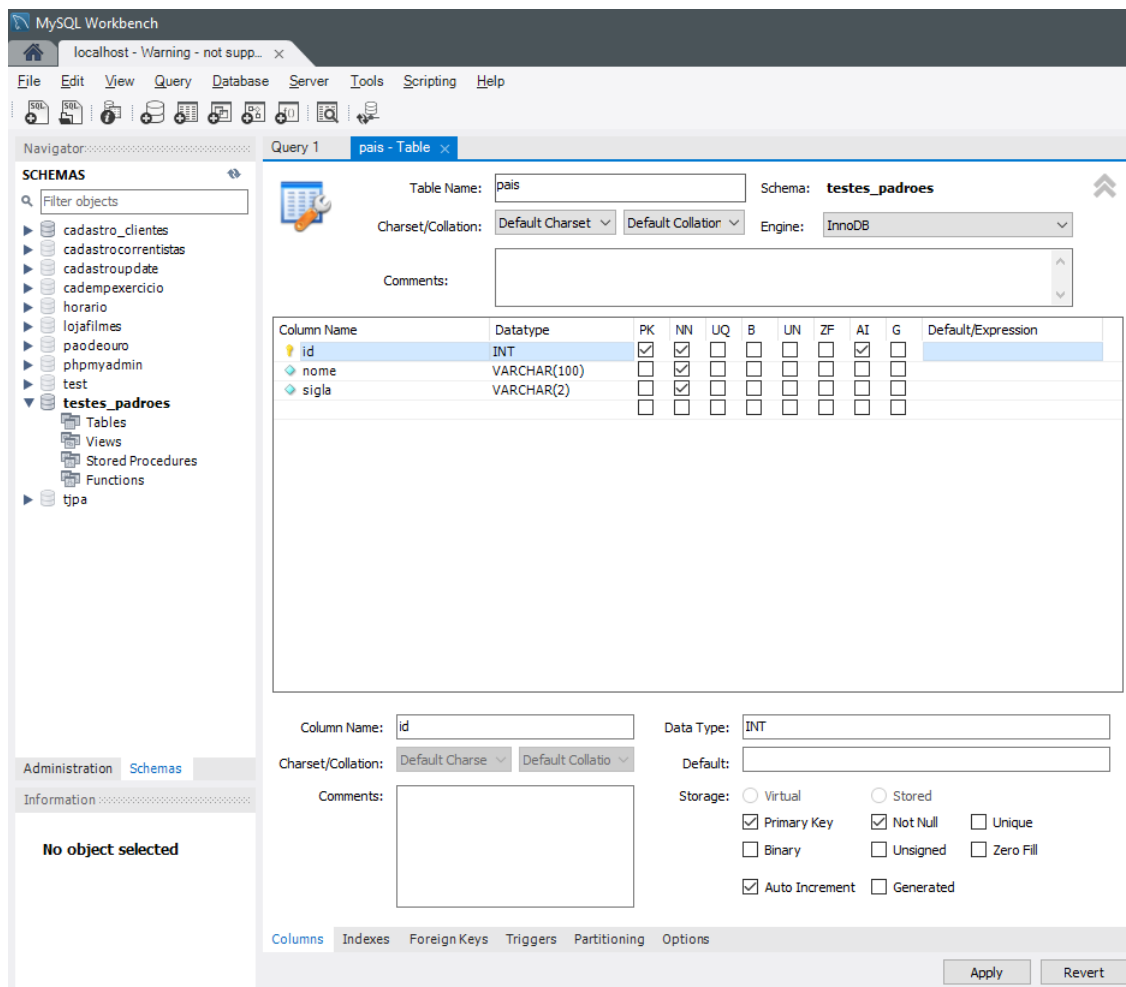 MySQL Workbench
localhost - Warning - not supp...
File Edit View Query Database Server Tools Scripting Help
Navigator
SCHEMAS
Filter objects
cadastro_clientes
cadastrocorrentistas
cadastroupdate
cadempexercicio
horario
lojafilmes
paodeouro
phpmyadmin
test
testes_padroes
Tables
Views
Stored Procedures
Functions
tjpa
Administration Schemas
Information
No object selected
Query 1 pais - Table
Table Name: pais Schema: testes_padroes
Charset/Collation: Default Charset Default Collation Engine: InnoDB
Comments:
Column Name Datatype PK NN UQ B UN ZF AI G Default/Expression
id INT
nome VARCHAR(100)
sigla VARCHAR(2)
Column Name: id Data Type: INT
Charset/Collation: Default Charse Default Collatio Default:
Comments: Storage: Virtual Stored
Primary Key Not Null Unique
Binary Unsigned Zero Fill
Auto Increment Generated
Columns Indexes Foreign Keys Triggers Partitioning Options
Apply Revert